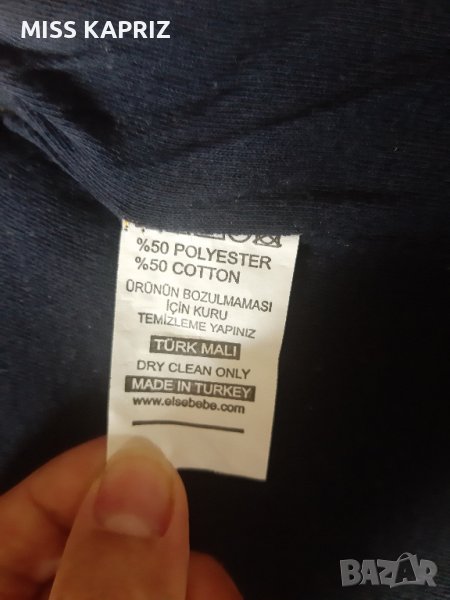 MISS KAPRIZ
%50 POLYESTER
%50 COTTON
ÜRÜNÜN BOZULMAMASI
İÇİN KURU
TEMİZLEME YAPINIZ
TÜRK MALI
DRY CLEAN ONLY
MADE IN TURKEY
www.elsebebe.com
BAZAR